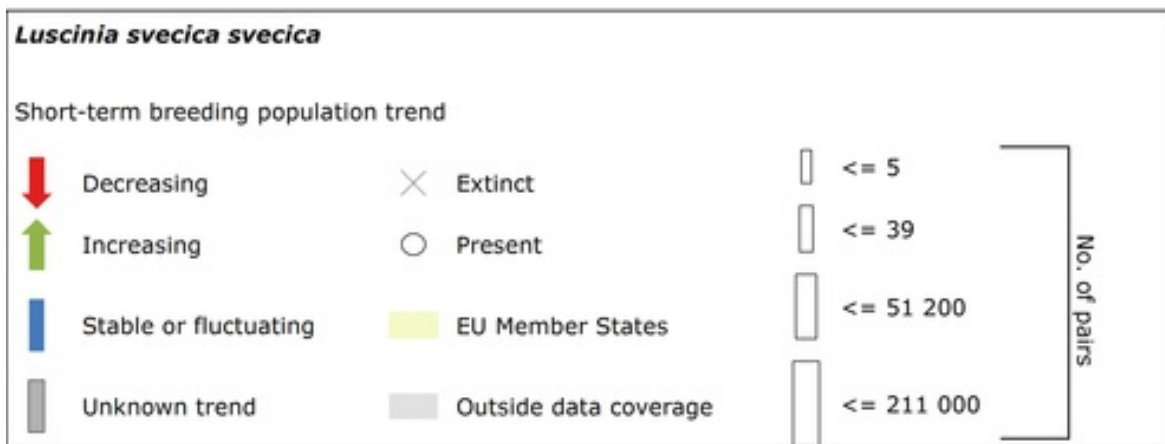 Luscinia svecica svecica
Short-term breeding population trend
Decreasing
Increasing
Stable or fluctuating
Unknown trend
Extinct
Present
EU Member States
Outside data coverage
<= 5
<= 39
<= 51 200
<= 211 000
No. of pairs